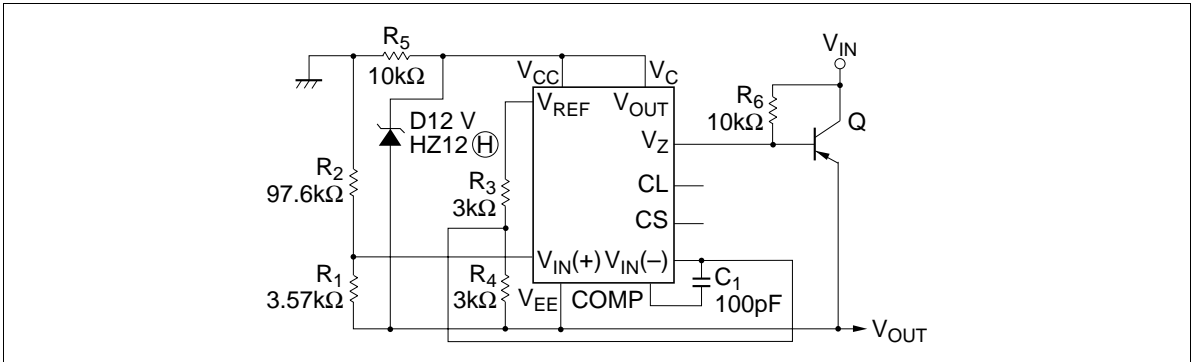 R5
10kΩ
VCC
VC
VIN
VREF
VOUT
R6
10kΩ
Q
D12 V
HZ12 Ⓗ
VZ
R2
97.6kΩ
R3
3kΩ
CL
CS
VIN(+) VIN(–)
R1
3.57kΩ
R4
3kΩ
C1
100pF
VEE
COMP
VOUT